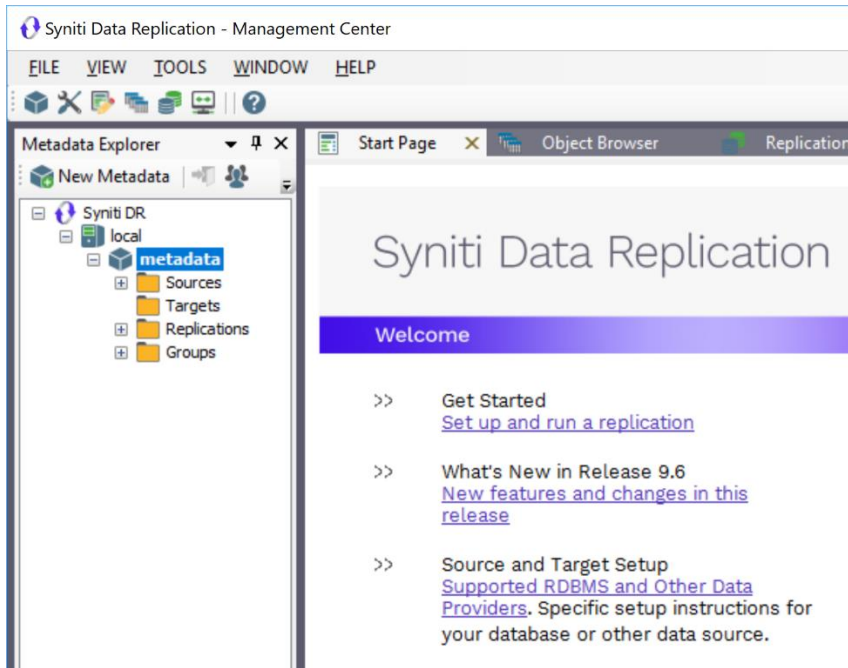 Syniti Data Replication - Management Center
FILE VIEW TOOLS WINDOW HELP
Metadata Explorer
New Metadata
Syniti DR
local
metadata
Sources
Targets
Replications
Groups
Start Page
Object Browser
Replication
Syniti Data Replication
Welcome
>> Get Started
Set up and run a replication
>> What's New in Release 9.6
New features and changes in this
release
>> Source and Target Setup
Supported RDBMS and Other Data
Providers. Specific setup instructions for
your database or other data source.